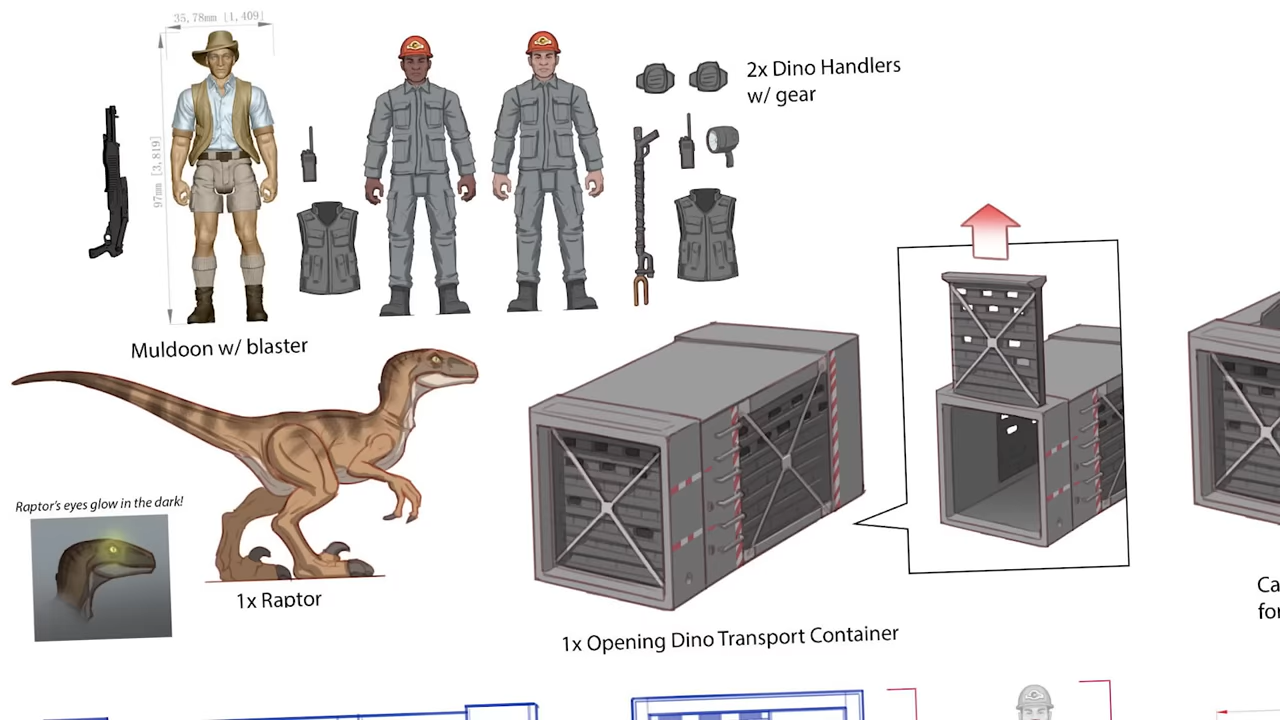 35,78mm [1,409]
97mm [3,819]
2x Dino Handlers
w/ gear
Muldoon w/ blaster
Raptor's eyes glow in the dark!
1x Raptor
1x Opening Dino Transport Container
Ca
for